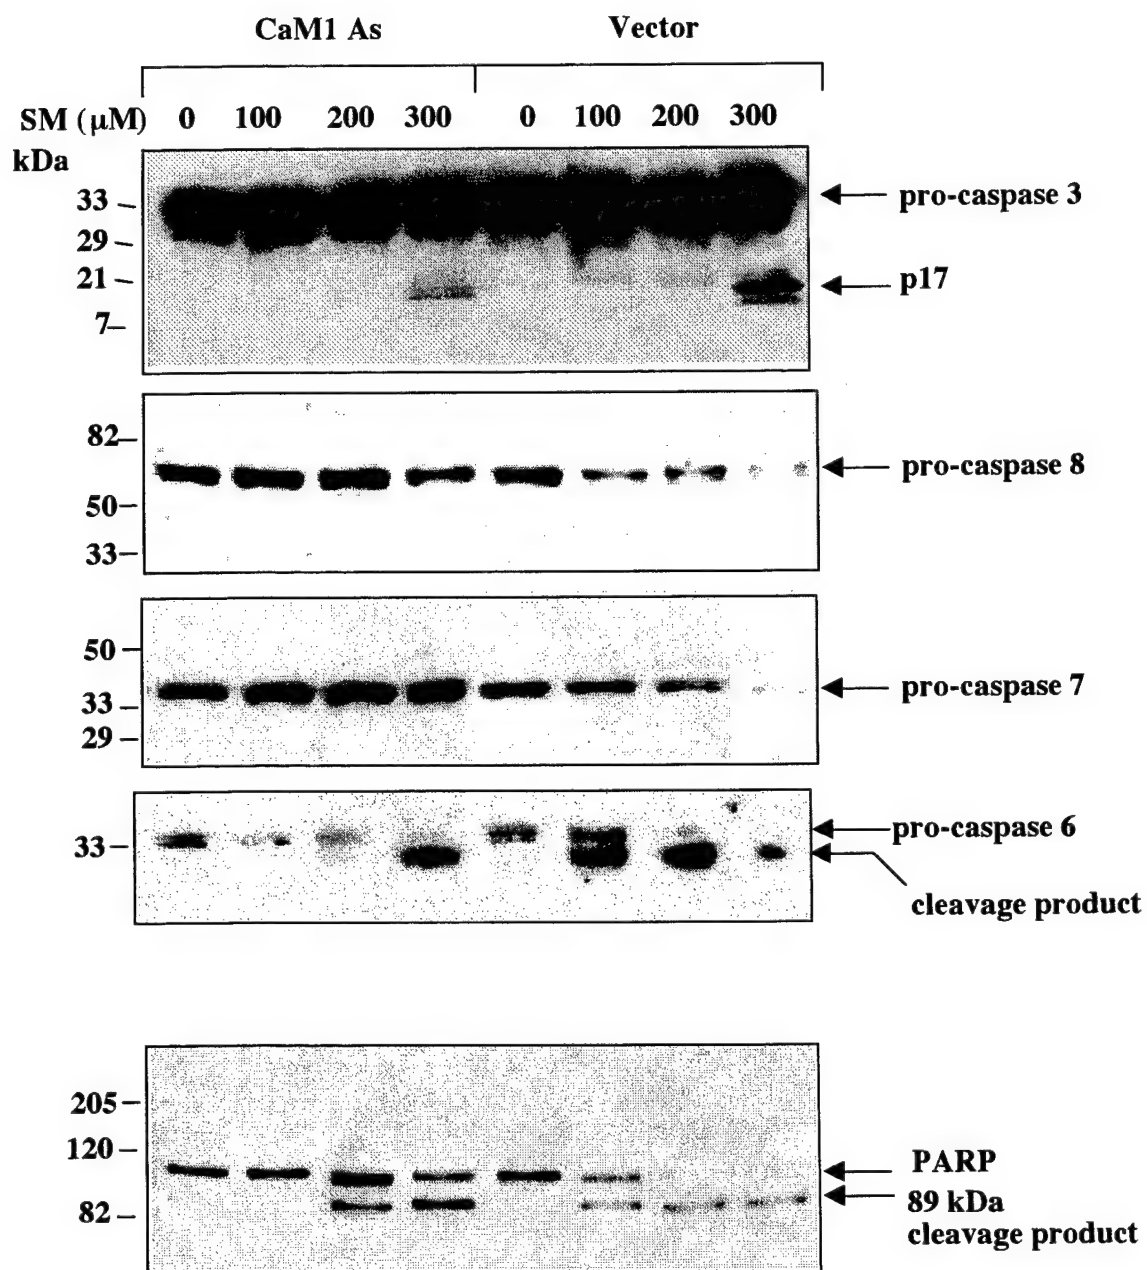 CaM1 As Vector
SM (µM) 0 100 200 300 0 100 200 300
kDa
33 pro-caspase 3
29
21 p17
7
82
pro-caspase 8
50
33
50
pro-caspase 7
33
29
pro-caspase 6
33
cleavage product
205
120
PARP
89 kDa
82
cleavage product